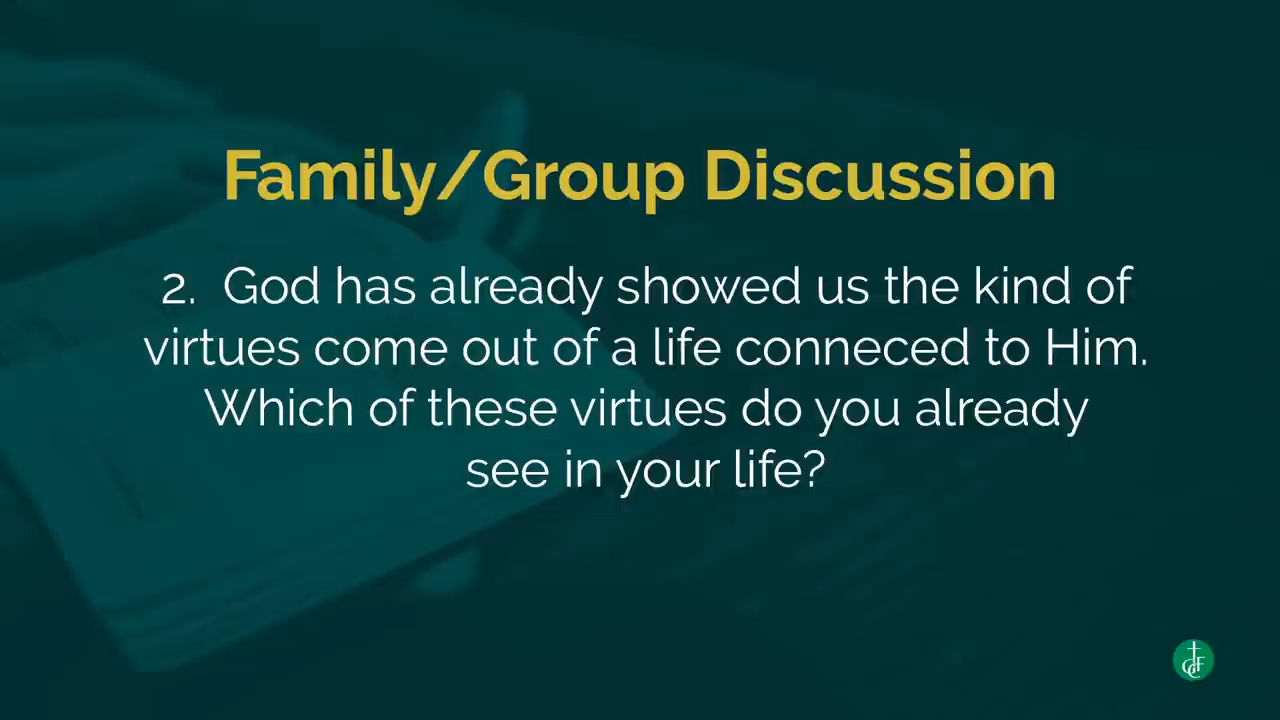 Family/Group Discussion
2. God has already showed us the kind of
virtues come out of a life conneced to Him.
Which of these virtues do you already
see in your life?